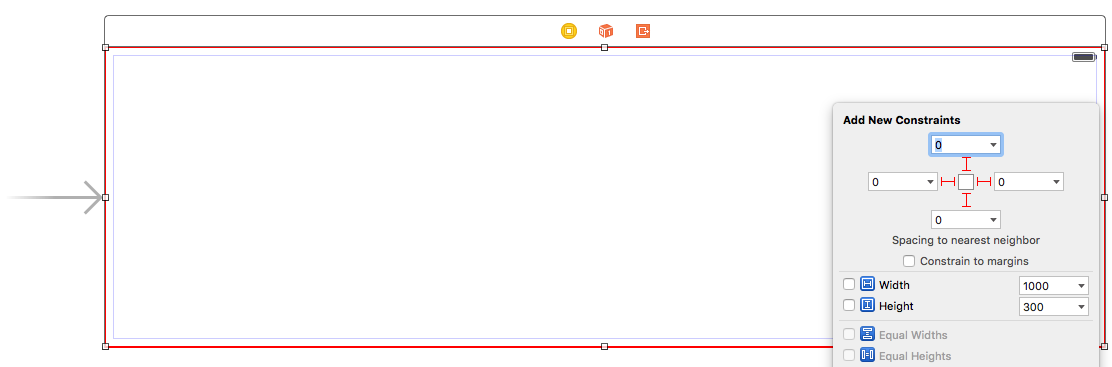 Add New Constraints
0
0 0
0
Spacing to nearest neighbor
Constrain to margins
Width 1000
Height 300
Equal Widths
Equal Heights